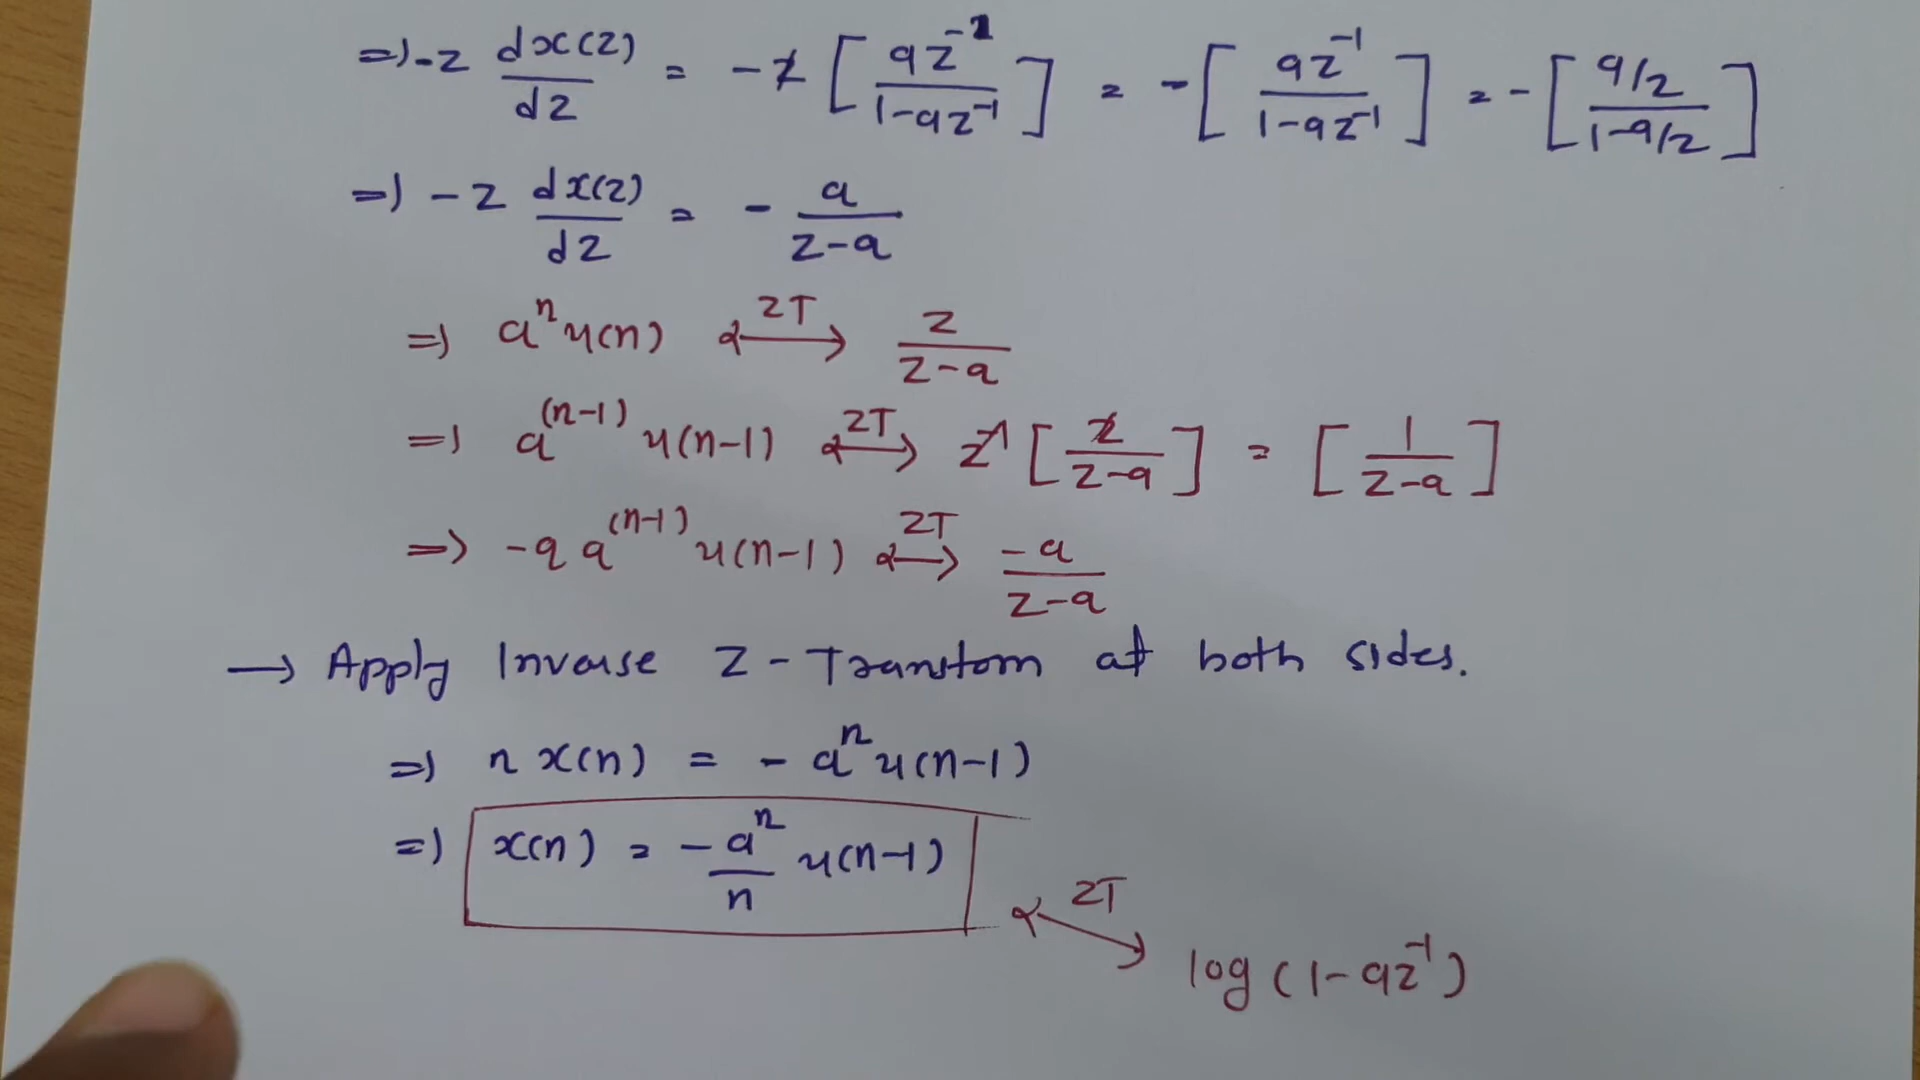 => -z dx(z)/dz = -z [ az^-2 / 1-az^-1 ] = -[ az^-1 / 1-az^-1 ] = -[ a/z / 1-a/z ]
=> -z dx(z)/dz = - a / z-a
=> a^n u(n) <-ZT-> z / z-a
=> a^(n-1) u(n-1) <-ZT-> z^-1 [ z / z-a ] = [ 1 / z-a ]
=> -a a^(n-1) u(n-1) <-ZT-> -a / z-a
→ Apply Inverse Z-Transfom at both sides.
=> n x(n) = - a^n u(n-1)
=> x(n) = - a^n / n u(n-1)
<-ZT-> log(1-az^-1)